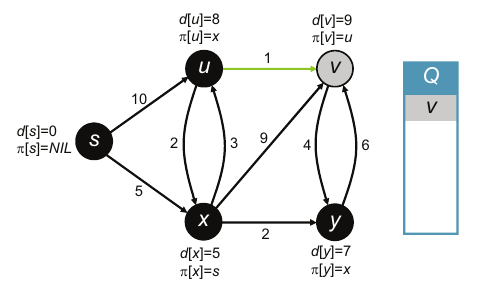 d[u]=8
π[u]=x
d[v]=9
π[v]=u
u
1
v
Q
v
10
d[s]=0
π[s]=NIL
s
2
3
9
4
6
5
x
2
y
d[x]=5
π[x]=s
d[y]=7
π[y]=x